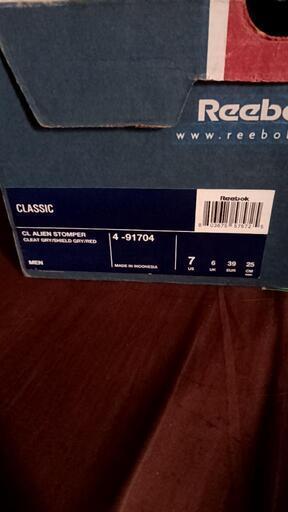 Reebo
www.reebok
CLASSIC
Reebok
CL ALIEN STOMPER
CLEAT GRY/SHIELD GRY/RED
4 -91704
MEN
MADE IN INDONESIA
7 6 39 25
US UK EUR CM